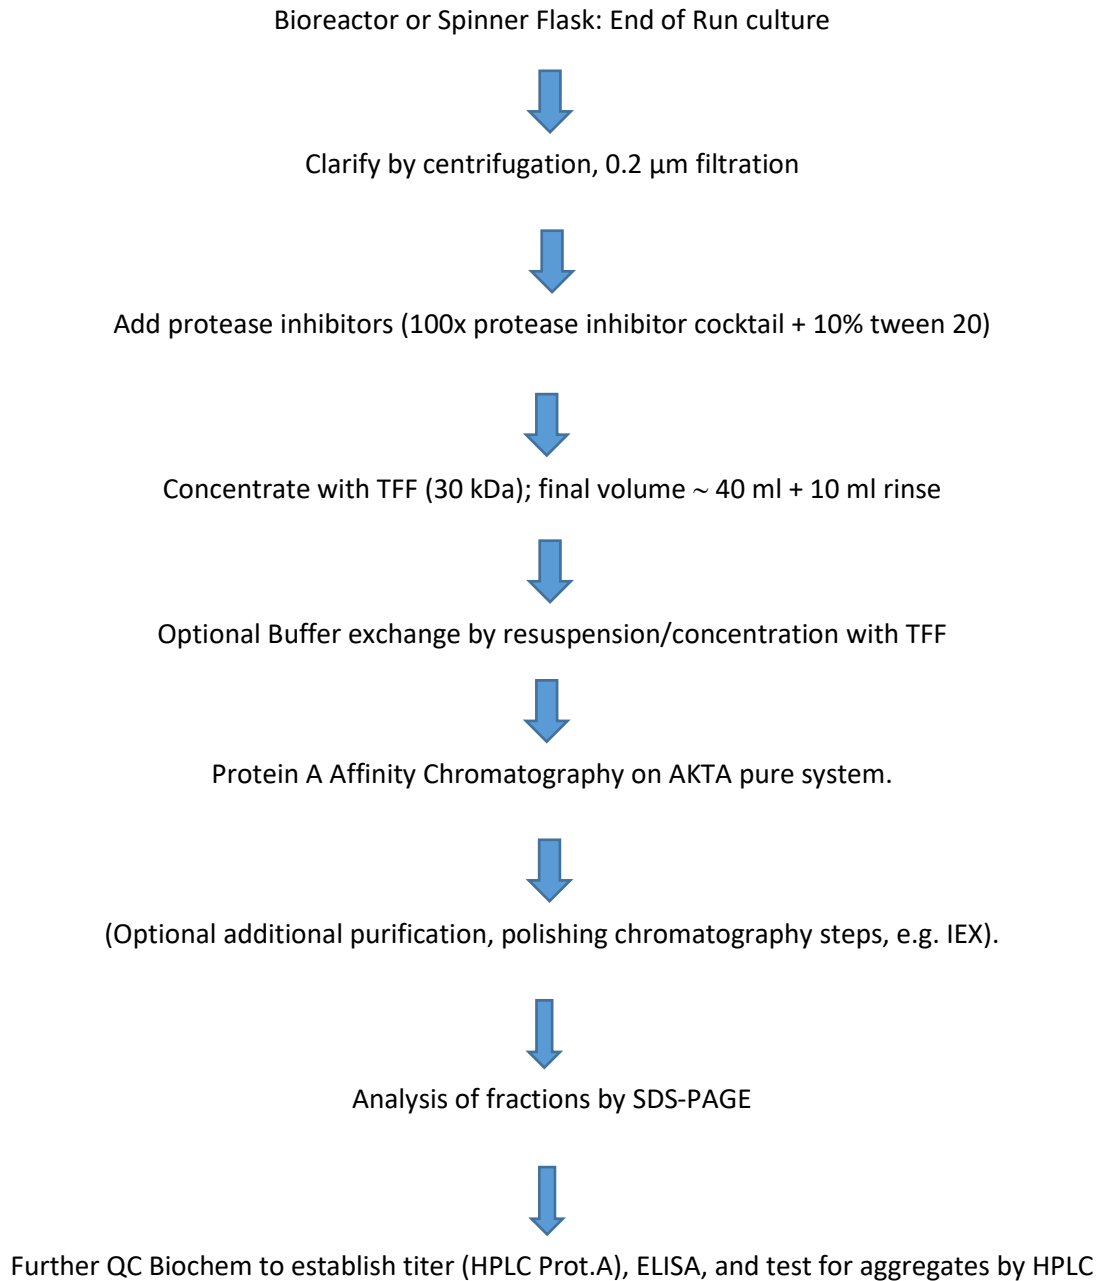 Bioreactor or Spinner Flask: End of Run culture
Clarify by centrifugation, 0.2 µm filtration
Add protease inhibitors (100x protease inhibitor cocktail + 10% tween 20)
Concentrate with TFF (30 kDa); final volume ~ 40 ml + 10 ml rinse
Optional Buffer exchange by resuspension/concentration with TFF
Protein A Affinity Chromatography on AKTA pure system.
(Optional additional purification, polishing chromatography steps, e.g. IEX).
Analysis of fractions by SDS-PAGE
Further QC Biochem to establish titer (HPLC Prot.A), ELISA, and test for aggregates by HPLC